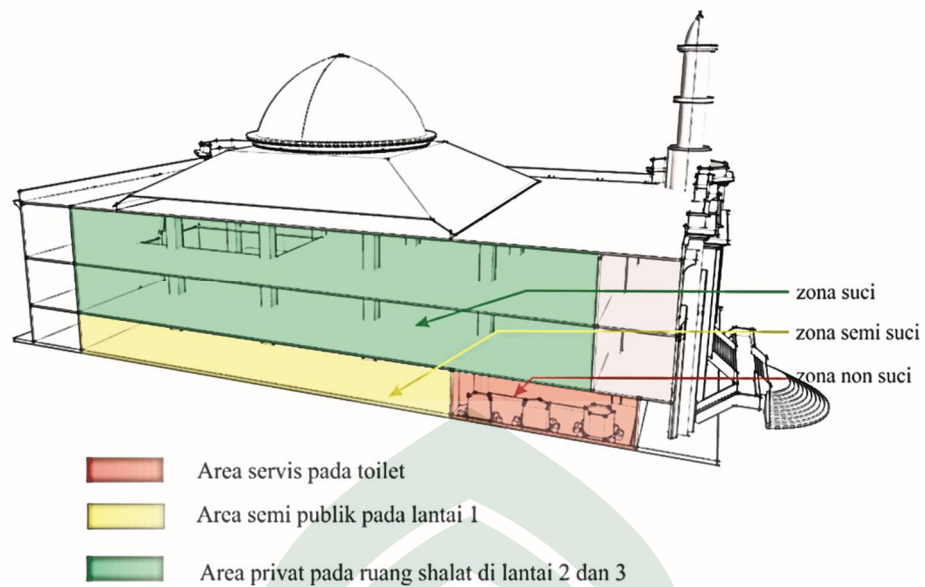 zona suci
zona semi suci
zona non suci
Area servis pada toilet
Area semi publik pada lantai 1
Area privat pada ruang shalat di lantai 2 dan 3